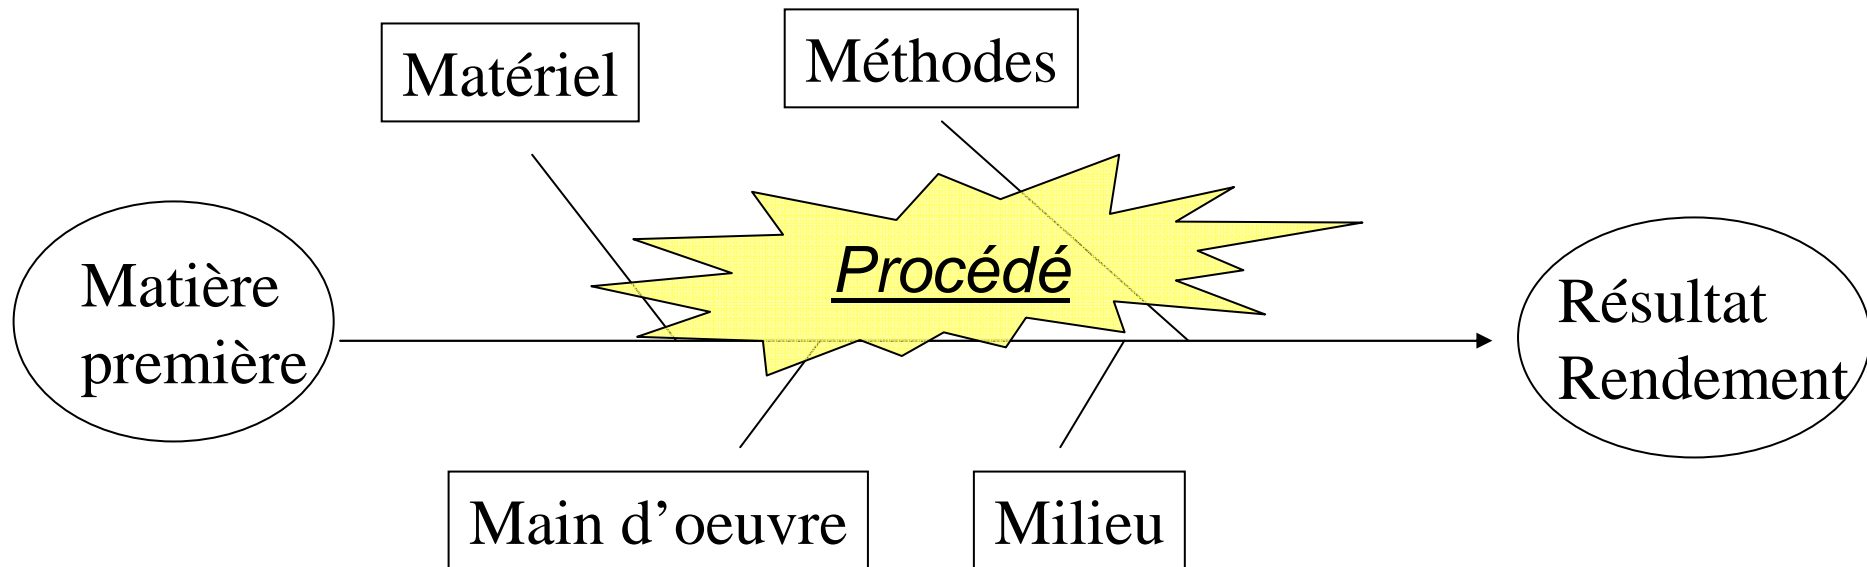 Matériel
Méthodes
Procédé
Matière
première
Résultat
Rendement
Main d’oeuvre
Milieu